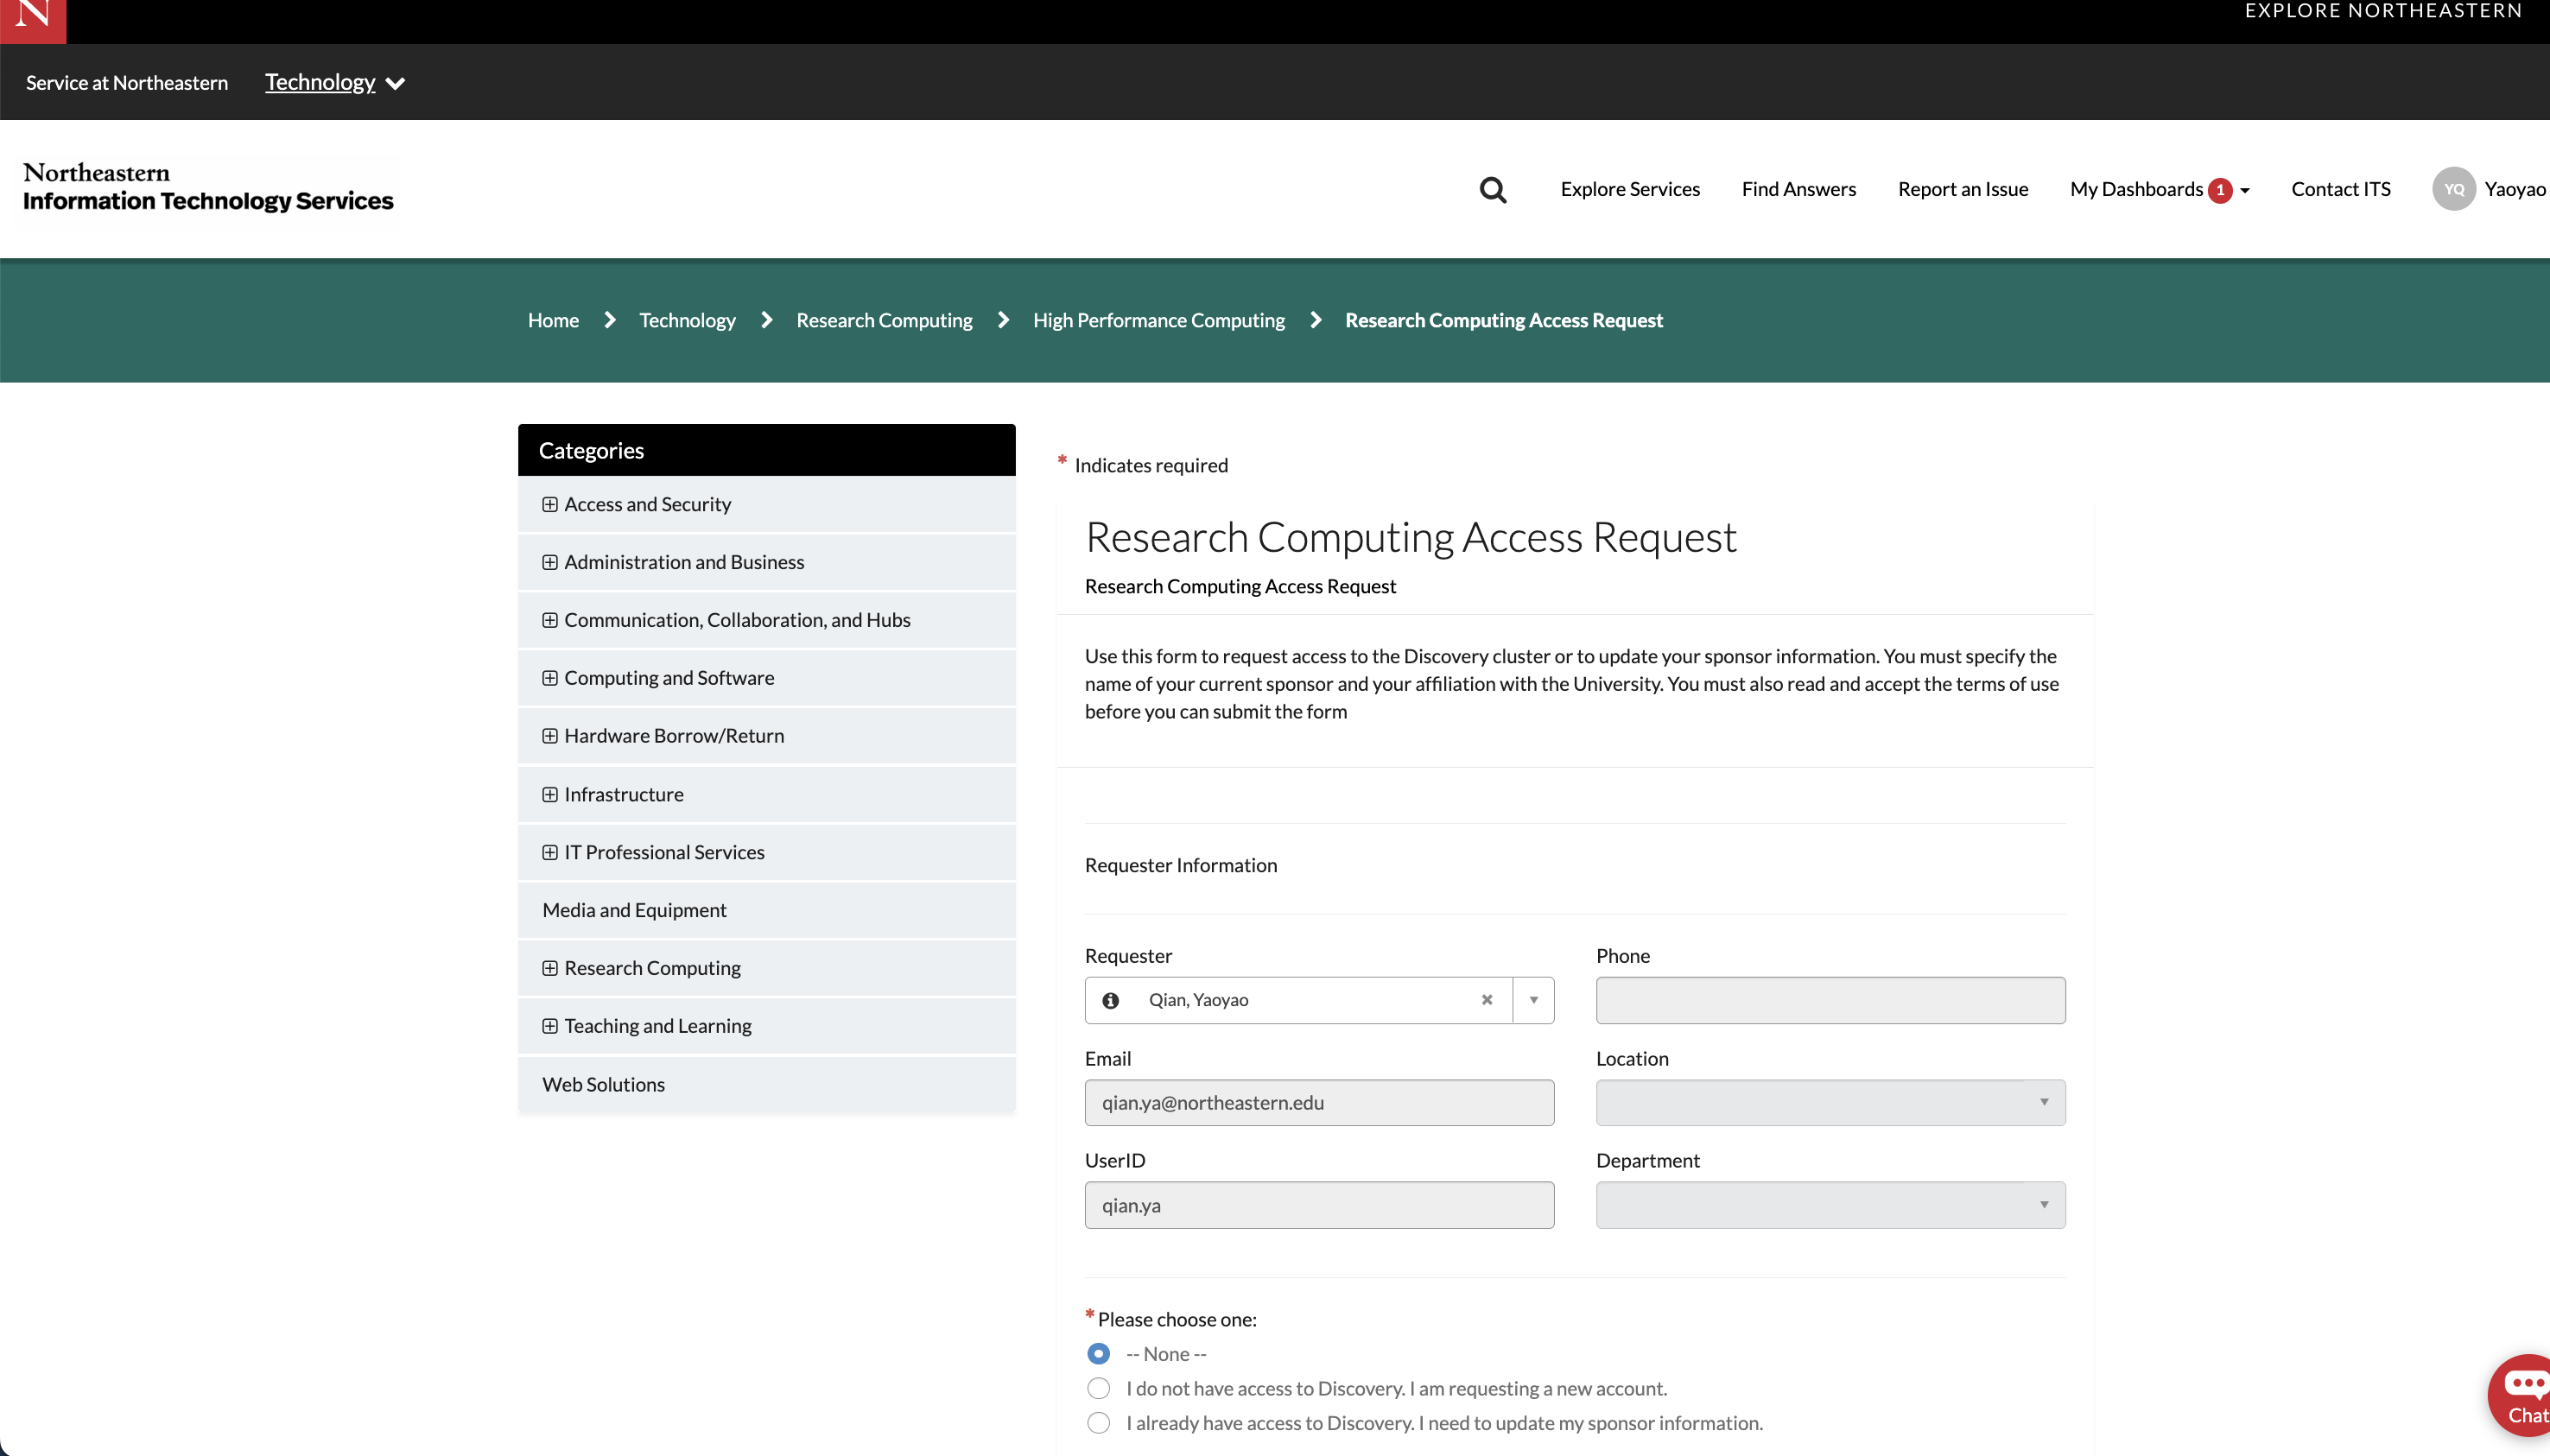 N
EXPLORE NORTHEASTERN
Service at Northeastern
Technology
Northeastern
Information Technology Services
Explore Services
Find Answers
Report an Issue
My Dashboards 1
Contact ITS
YQ
Yaoyao
Home
Technology
Research Computing
High Performance Computing
Research Computing Access Request
Categories
Access and Security
Administration and Business
Communication, Collaboration, and Hubs
Computing and Software
Hardware Borrow/Return
Infrastructure
IT Professional Services
Media and Equipment
Research Computing
Teaching and Learning
Web Solutions
* Indicates required
Research Computing Access Request
Research Computing Access Request
Use this form to request access to the Discovery cluster or to update your sponsor information. You must specify the
name of your current sponsor and your affiliation with the University. You must also read and accept the terms of use
before you can submit the form
Requester Information
Requester
Qian, Yaoyao
Phone
Email
qian.ya@northeastern.edu
Location
UserID
qian.ya
Department
* Please choose one:
-- None --
I do not have access to Discovery. I am requesting a new account.
I already have access to Discovery. I need to update my sponsor information.
Chat